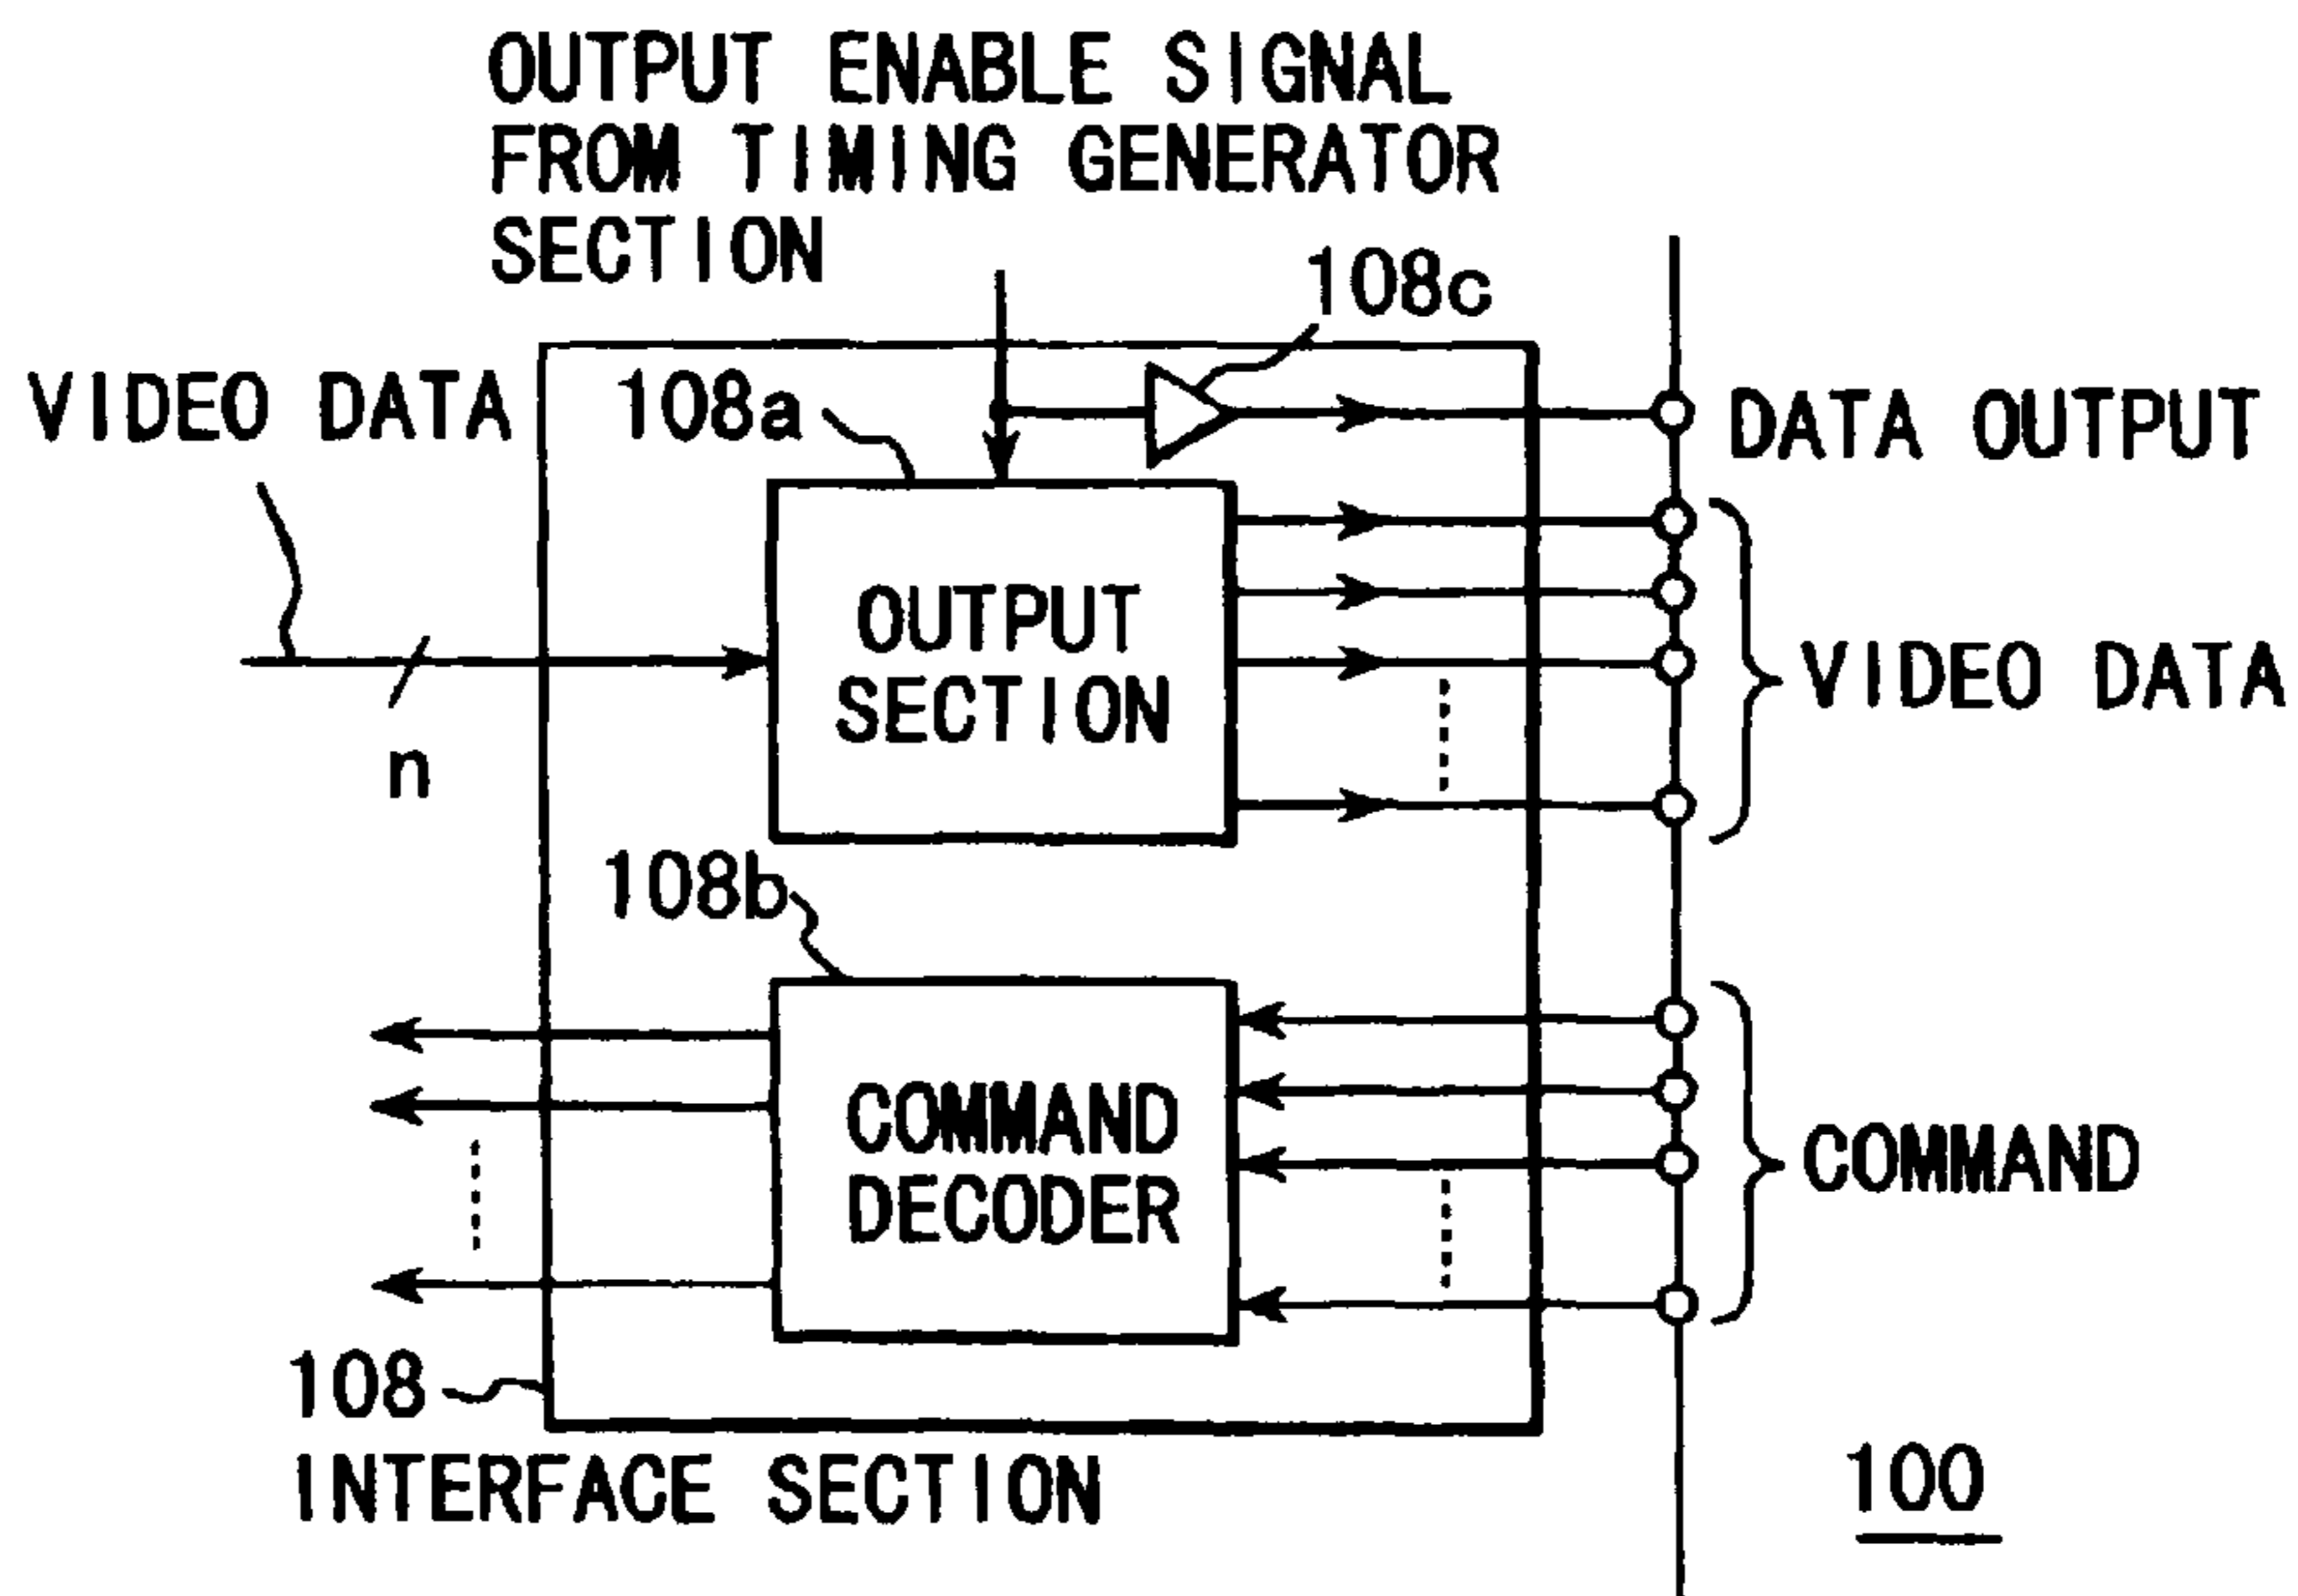 OUTPUT ENABLE SIGNAL
FROM TIMING GENERATOR
SECTION
108c
VIDEO DATA
108a
DATA OUTPUT
OUTPUT
SECTION
VIDEO DATA
n
108b
COMMAND
DECODER
COMMAND
108
INTERFACE SECTION
100